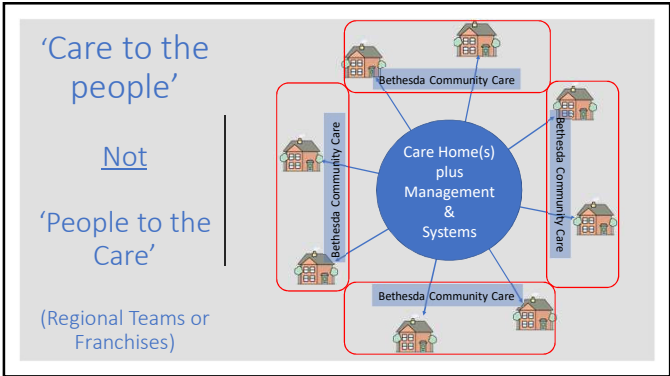 ‘Care to the
people’
Not
‘People to the
Care’
(Regional Teams or
Franchises)
Bethesda Community Care
Bethesda Community Care
Care Home(s)
plus
Management
&
Systems
Bethesda Community Care
Bethesda Community Care